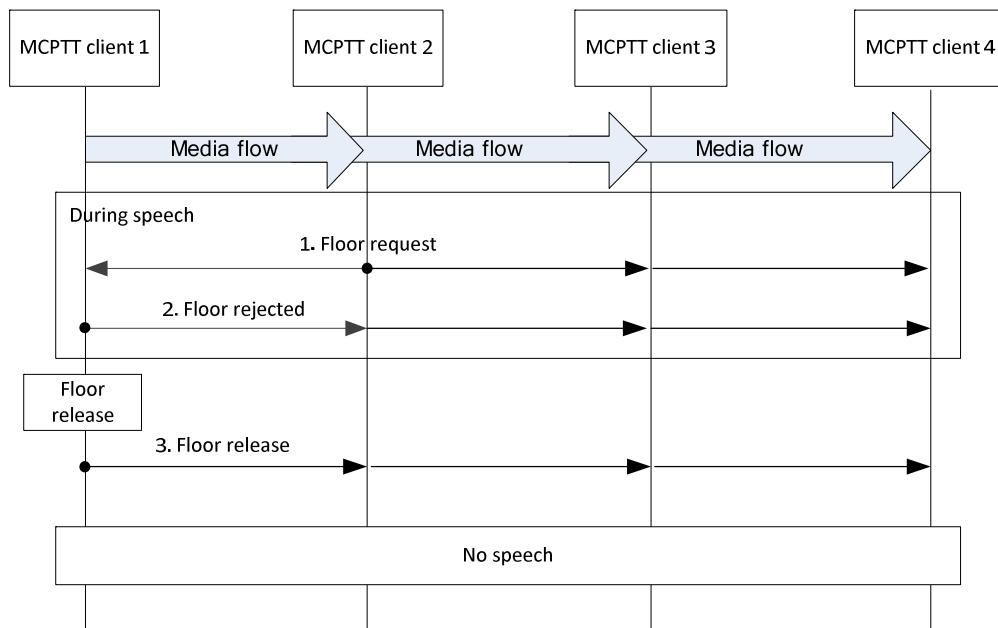 MCPTT client 1
MCPTT client 2
MCPTT client 3
MCPTT client 4
Media flow
Media flow
Media flow
During speech
1. Floor request
2. Floor rejected
Floor
release
3. Floor release
No speech